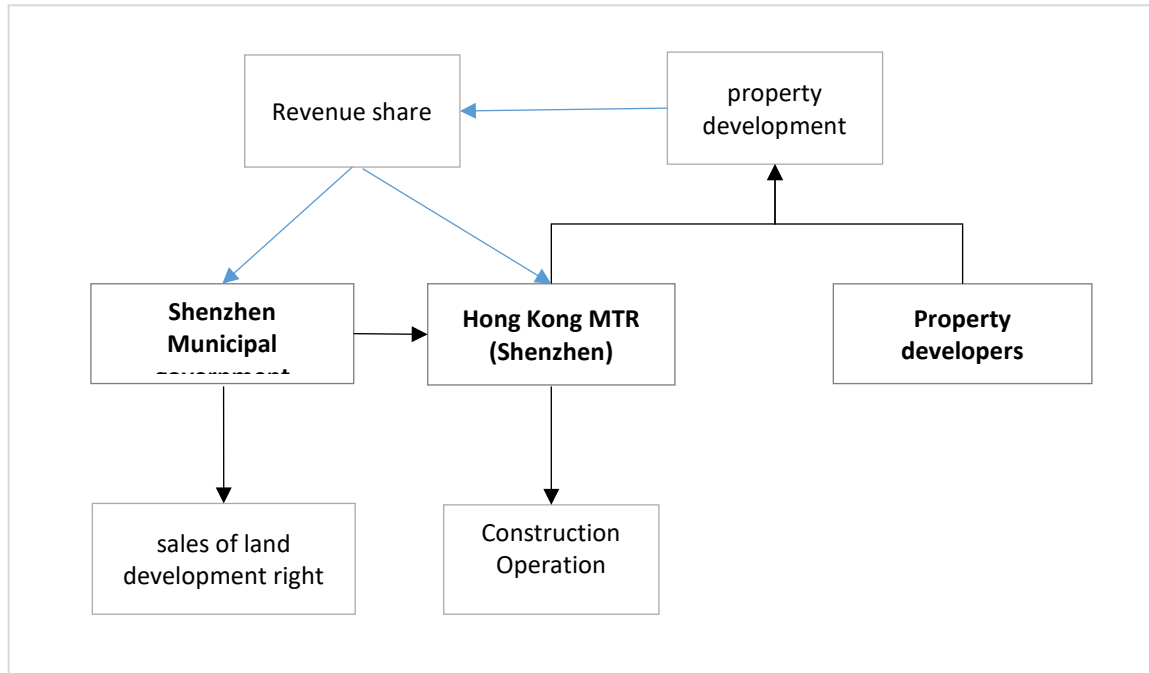 Revenue share
property
development
Shenzhen
Municipal
government
Hong Kong MTR
(Shenzhen)
Property
developers
sales of land
development right
Construction
Operation